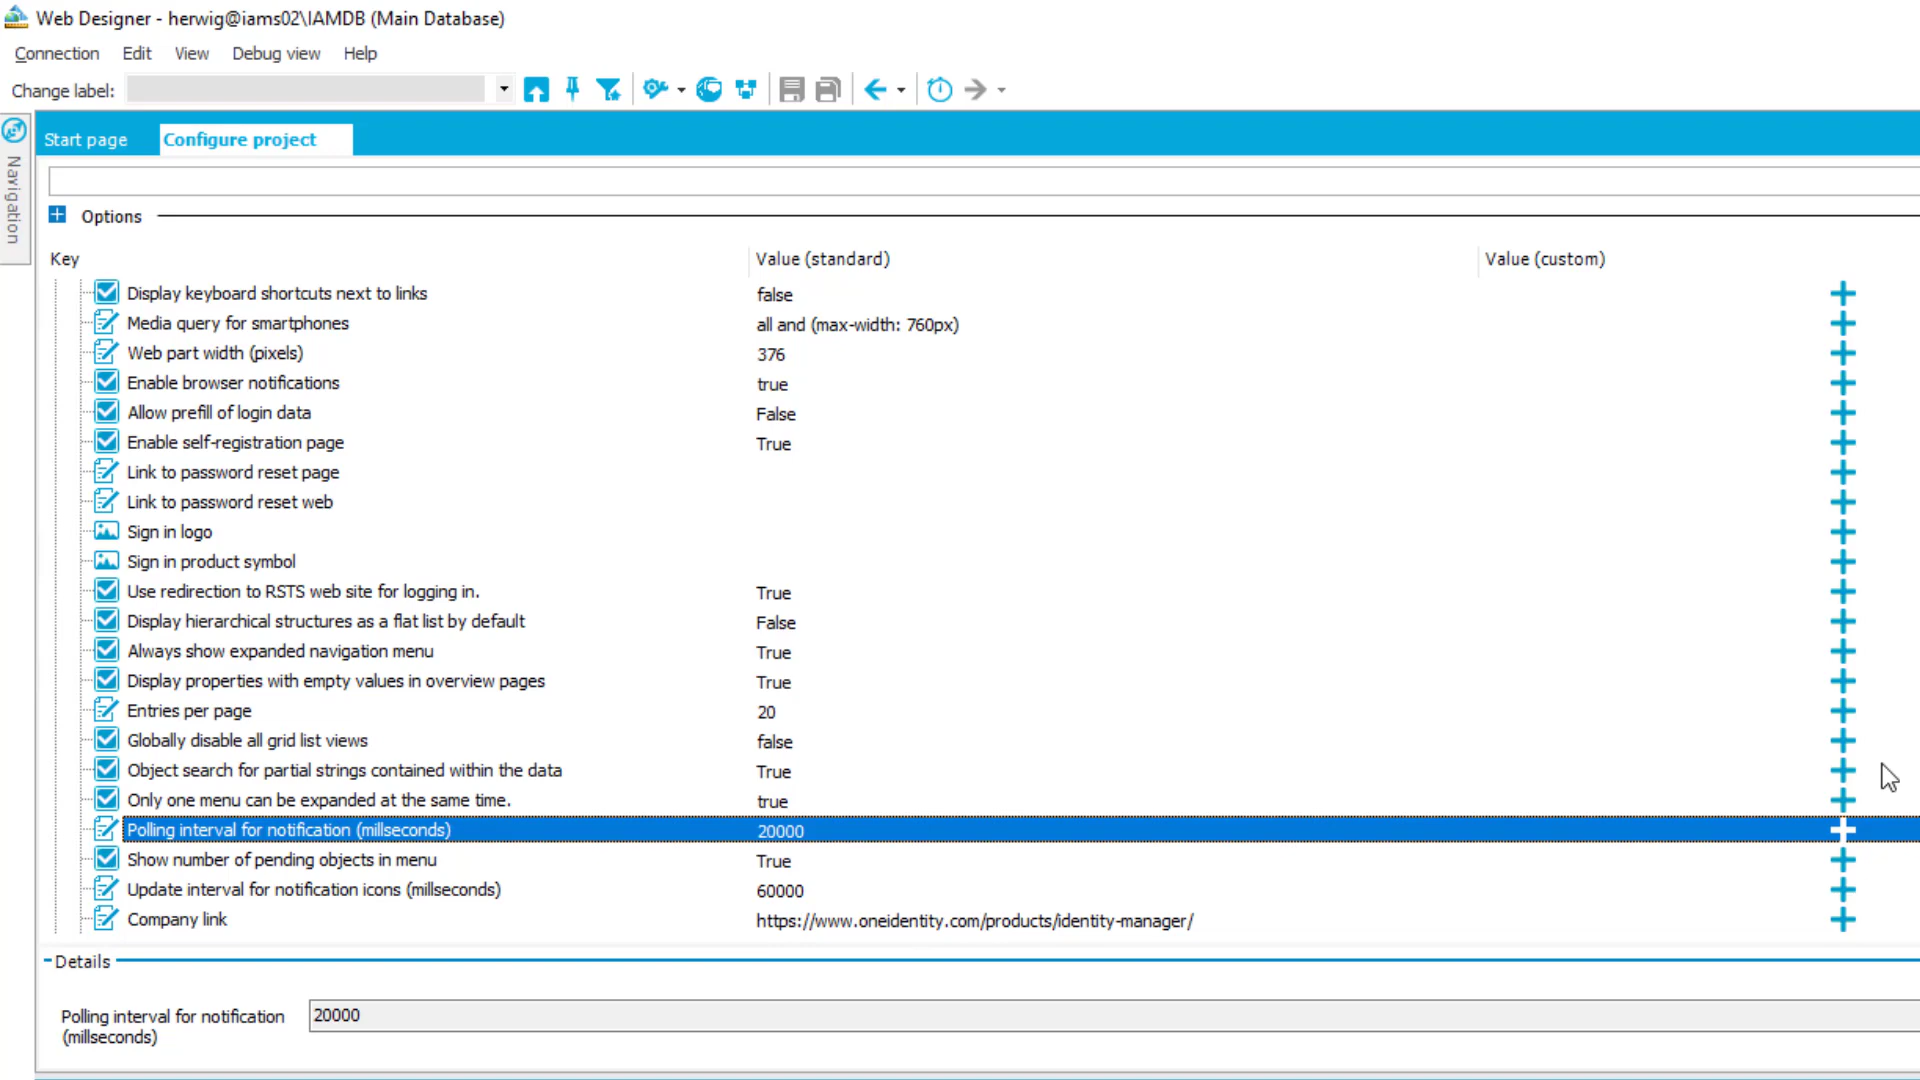 Web Designer - herwig@iams02\IAMDB (Main Database)
Connection Edit View Debug view Help
Change label:
Navigation
Start page Configure project
Options
Key Value (standard) Value (custom)
Display keyboard shortcuts next to links false
Media query for smartphones all and (max-width: 760px)
Web part width (pixels) 376
Enable browser notifications true
Allow prefill of login data False
Enable self-registration page True
Link to password reset page
Link to password reset web
Sign in logo
Sign in product symbol
Use redirection to RSTS web site for logging in. True
Display hierarchical structures as a flat list by default False
Always show expanded navigation menu True
Display properties with empty values in overview pages True
Entries per page 20
Globally disable all grid list views false
Object search for partial strings contained within the data True
Only one menu can be expanded at the same time. true
Polling interval for notification (millseconds) 20000
Show number of pending objects in menu True
Update interval for notification icons (millseconds) 60000
Company link https://www.oneidentity.com/products/identity-manager/
Details
Polling interval for notification 20000
(millseconds)